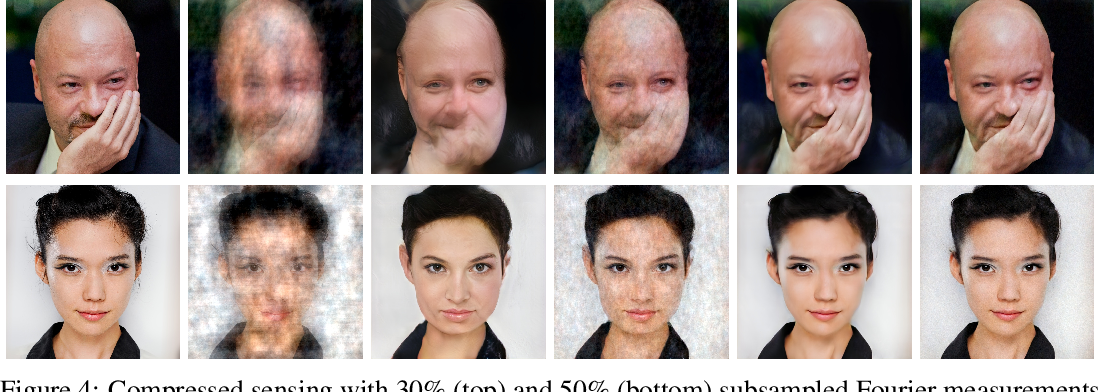 Figure 4: Compressed sensing with 30% (top) and 50% (bottom) subsampled Fourier measurements